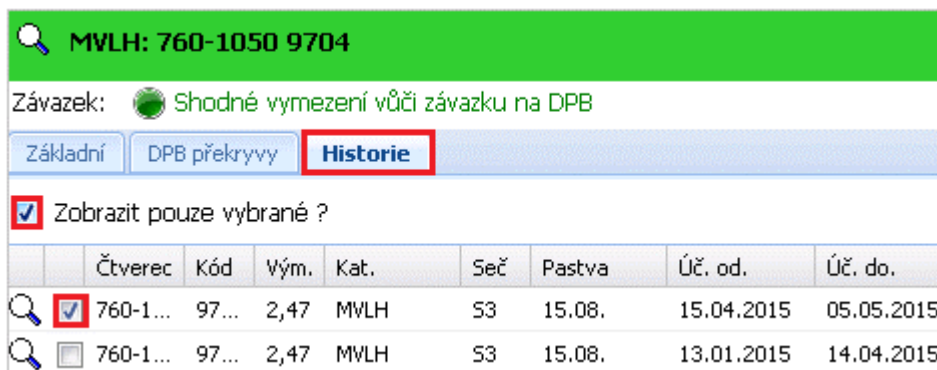 MVLH: 760-1050 9704
Závazek: Shodné vymezení vůči závazku na DPB
Základní DPB překryvy Historie
Zobrazit pouze vybrané ?
Čtverec Kód Vým. Kat. Seč Pastva Úč. od. Úč. do.
760-1... 97... 2,47 MVLH S3 15.08. 15.04.2015 05.05.2015
760-1... 97... 2,47 MVLH S3 15.08. 13.01.2015 14.04.2015